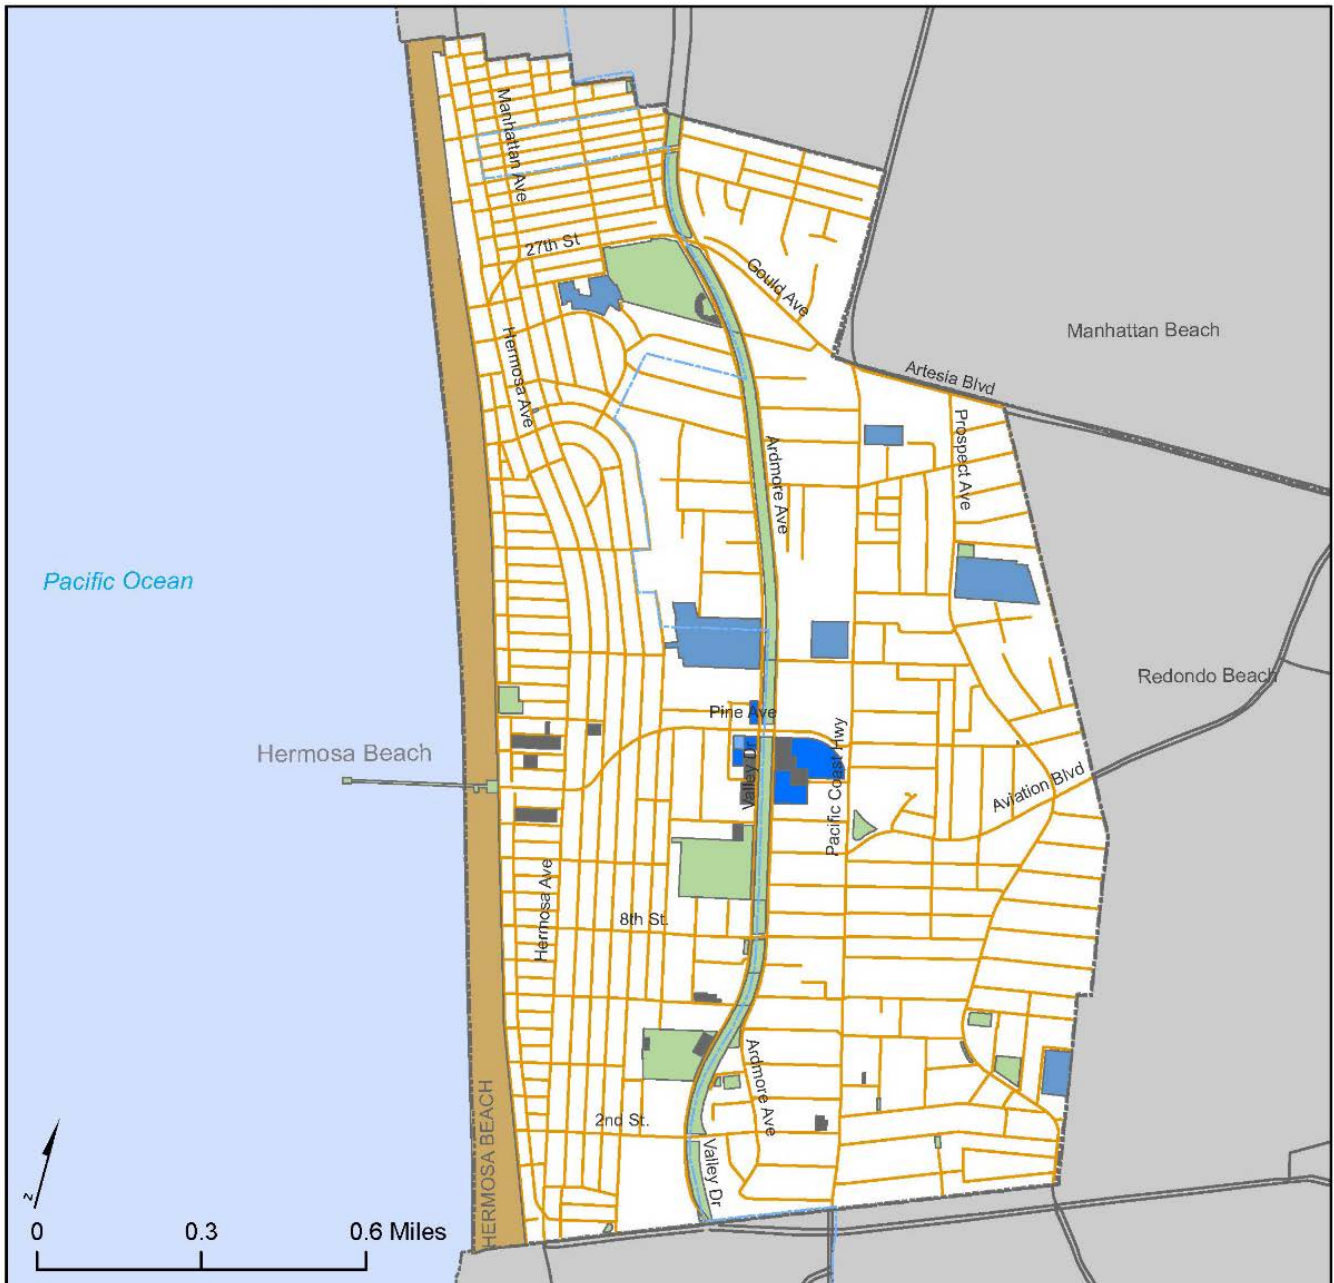 Manhattan Ave
27th St
Gould Ave
Manhattan Beach
Hermosa Ave
Artesia Blvd
Prospect Ave
Ardmore Ave
Pacific Ocean
Redondo Beach
Pine Ave
Hermosa Beach
Valley Dr
Pacific Coast Hwy
Aviation Blvd
Hermosa Ave
8th St.
Ardmore Ave
2nd St.
HERMOSA BEACH
Valley Dr
z
0 0.3 0.6 Miles